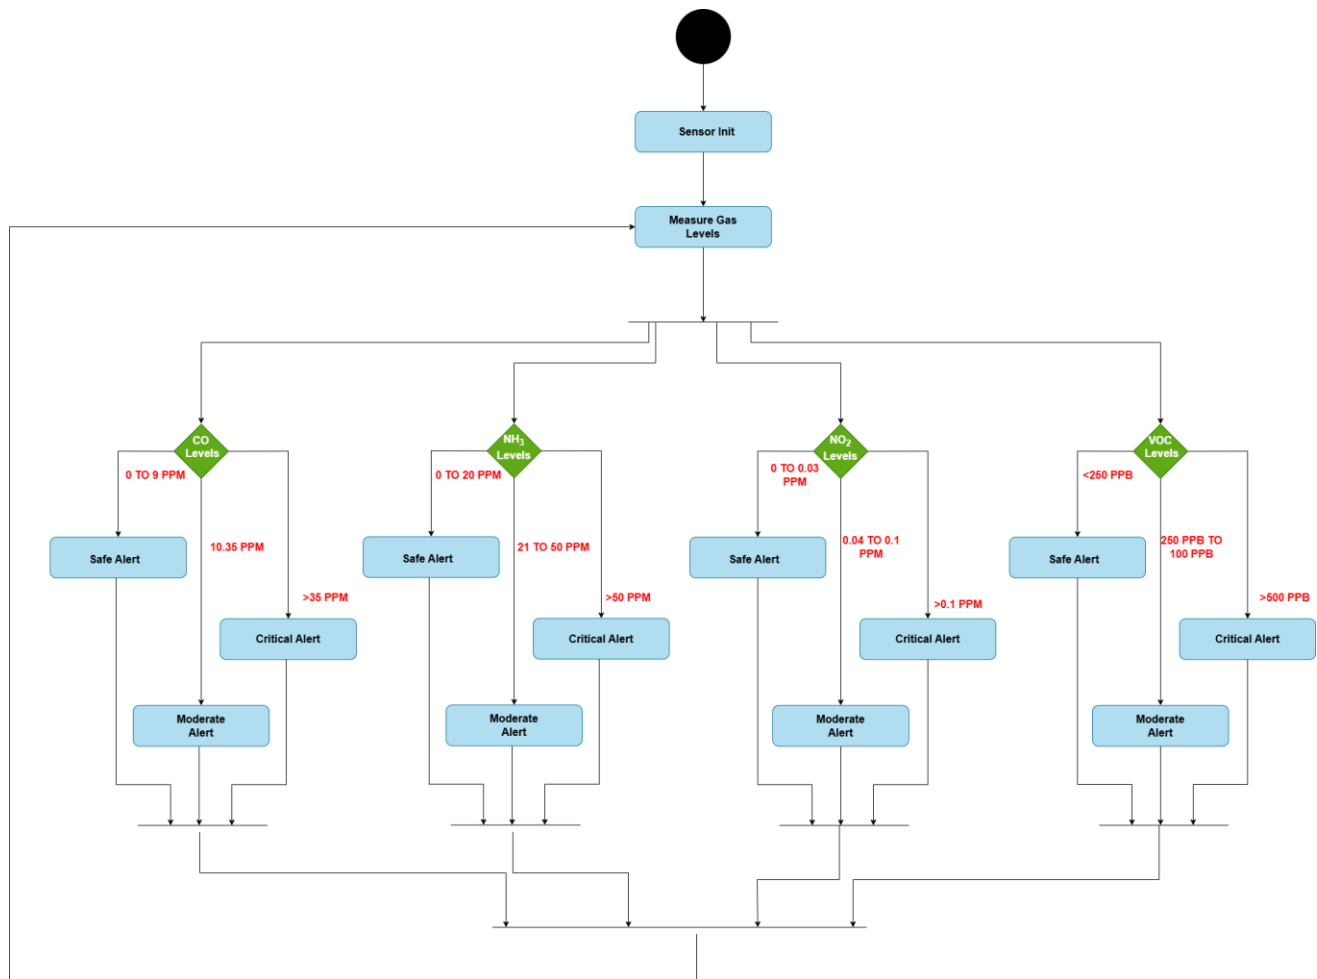 Sensor Init
Measure Gas
Levels
CO
Levels
NH3
Levels
NO2
Levels
VOC
Levels
0 TO 9 PPM
0 TO 20 PPM
0 TO 0.03
PPM
<250 PPB
Safe Alert
10.35 PPM
Safe Alert
21 TO 50 PPM
Safe Alert
0.04 TO 0.1
PPM
Safe Alert
250 PPB TO
100 PPB
>35 PPM
>50 PPM
>0.1 PPM
>500 PPB
Critical Alert
Critical Alert
Critical Alert
Critical Alert
Moderate
Alert
Moderate
Alert
Moderate
Alert
Moderate
Alert